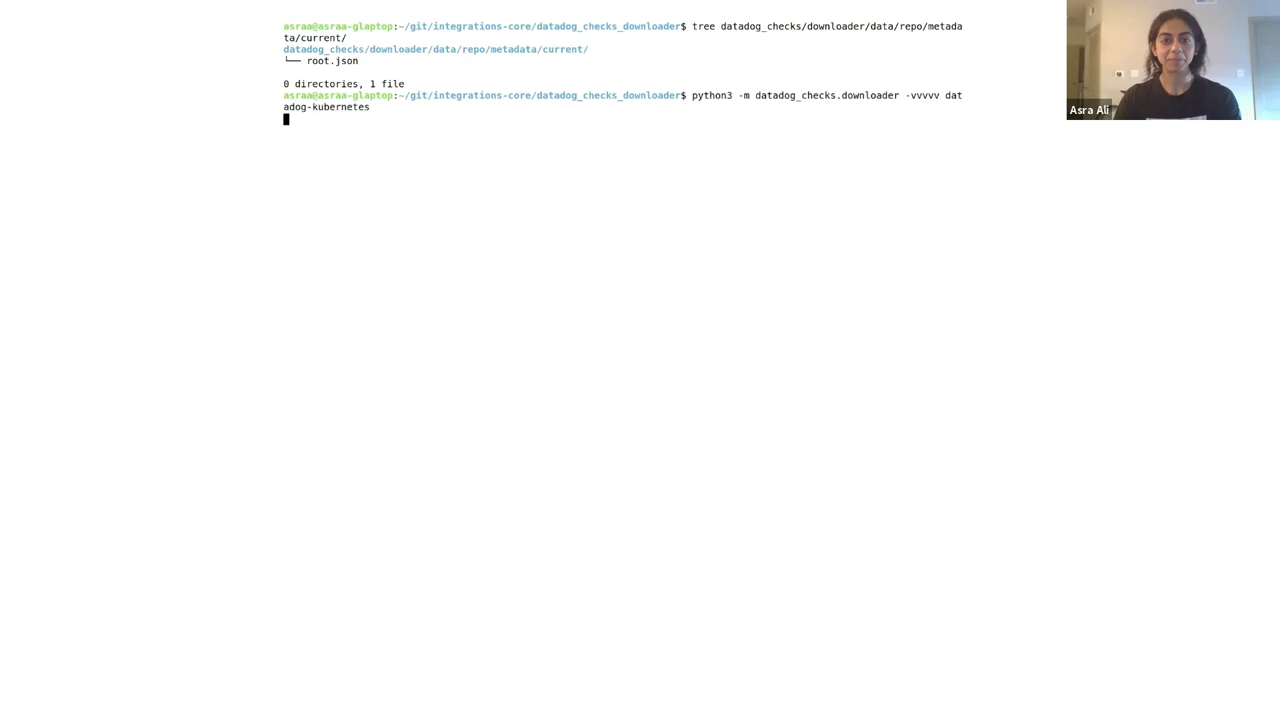 asraa@asraa-glaptop:~/git/integrations-core/datadog_checks_downloader$ tree datadog_checks/downloader/data/repo/metada
ta/current/
datadog_checks/downloader/data/repo/metadata/current/
└── root.json
0 directories, 1 file
asraa@asraa-glaptop:~/git/integrations-core/datadog_checks_downloader$ python3 -m datadog_checks.downloader -vvvvv dat
adog-kubernetes
Asra Ali